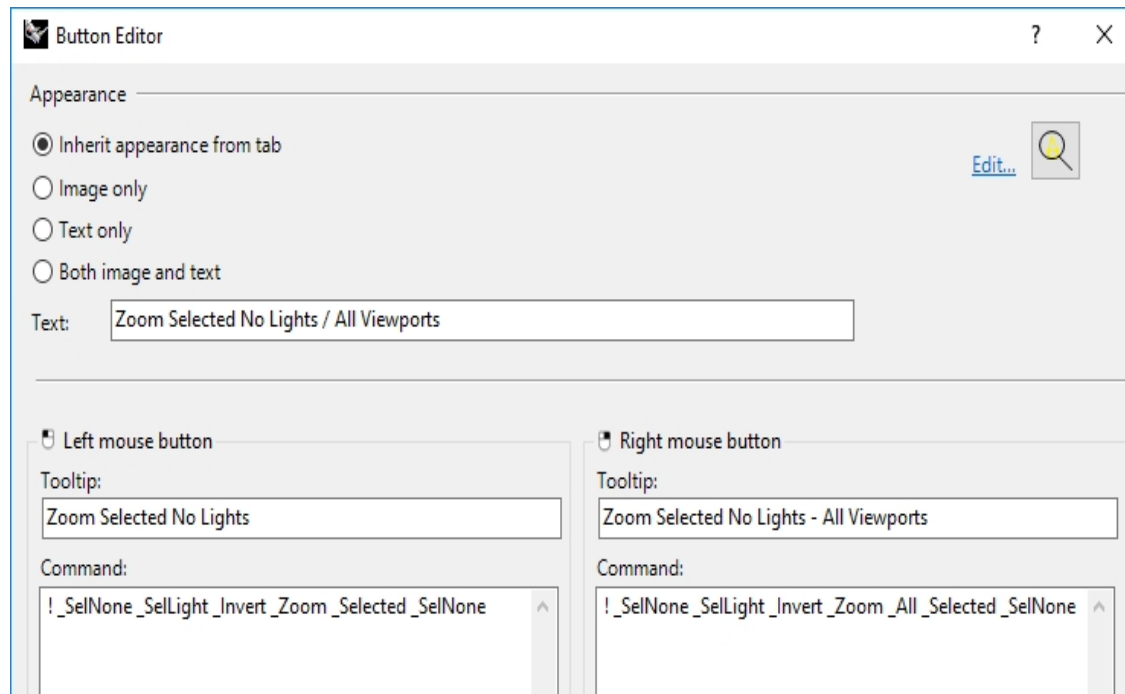 Button Editor
?
Appearance
Inherit appearance from tab
Edit...
Image only
Text only
Both image and text
Text:
Zoom Selected No Lights / All Viewports
Left mouse button
Right mouse button
Tooltip:
Tooltip:
Zoom Selected No Lights
Zoom Selected No Lights - All Viewports
Command:
Command:
! _SelNone _SelLight _Invert _Zoom _Selected _SelNone
! _SelNone _SelLight _Invert _Zoom _All _Selected _SelNone